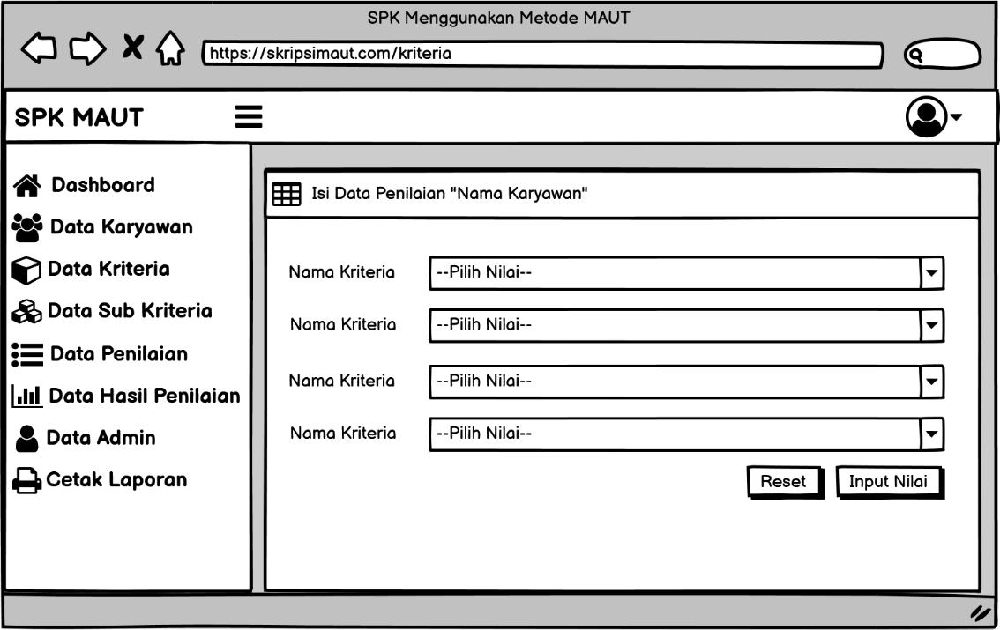 SPK Menggunakan Metode MAUT
https://skripsimaut.com/kriteria
SPK MAUT
Dashboard
Data Karyawan
Data Kriteria
Data Sub Kriteria
Data Penilaian
Data Hasil Penilaian
Data Admin
Cetak Laporan
Isi Data Penilaian "Nama Karyawan"
Nama Kriteria --Pilih Nilai--
Nama Kriteria --Pilih Nilai--
Nama Kriteria --Pilih Nilai--
Nama Kriteria --Pilih Nilai--
Reset Input Nilai